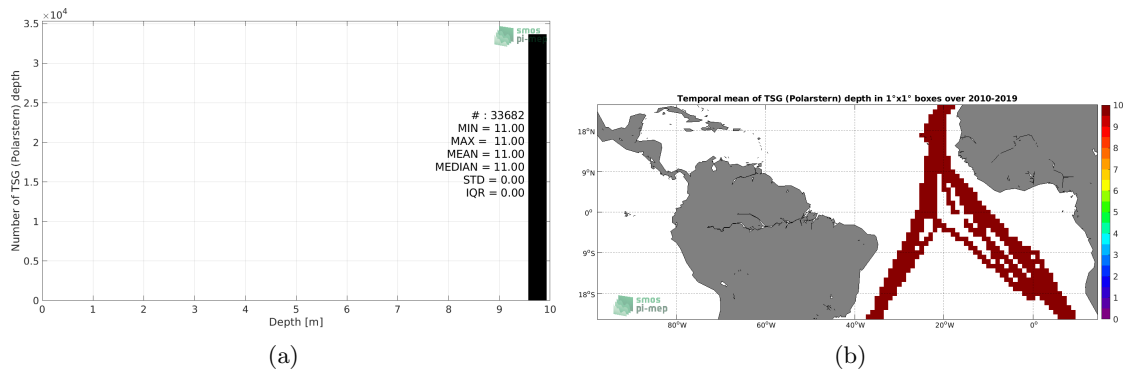 ×10⁴
3.5
3
2.5
2
1.5
1
0.5
0
Number of TSG (Polarstern) depth
smos
pi-mep
# : 33682
MIN = 11.00
MAX = 11.00
MEAN = 11.00
MEDIAN = 11.00
STD = 0.00
IQR = 0.00
0 1 2 3 4 5 6 7 8 9 10
Depth [m]
(a)
Temporal mean of TSG (Polarstern) depth in 1°x1° boxes over 2010-2019
18°N
9°N
0°
9°S
18°S
smos
pi-mep
80°W 60°W 40°W 20°W 0°
10
9
8
7
6
5
4
3
2
1
0
(b)